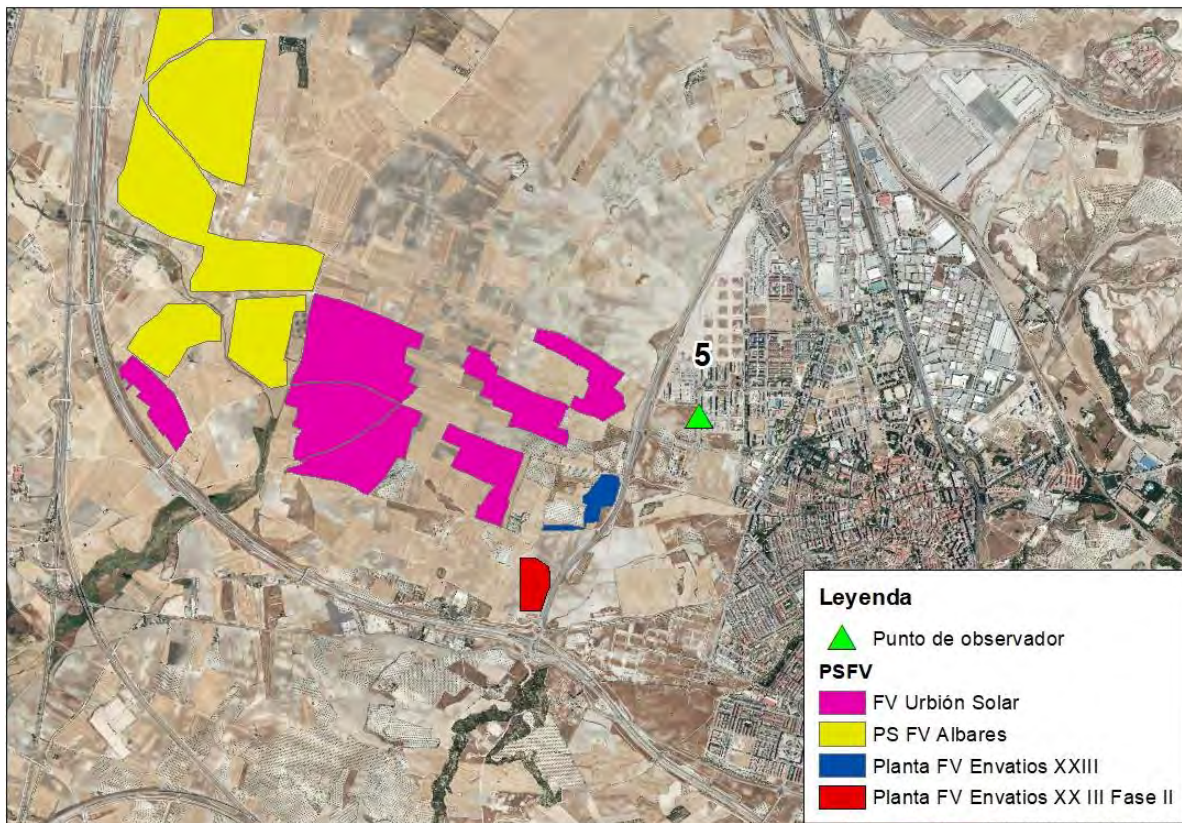 5
Leyenda
Punto de observador
PSFV
FV Urbión Solar
PS FV Albares
Planta FV Envatios XXIII
Planta FV Envatios XX III Fase II